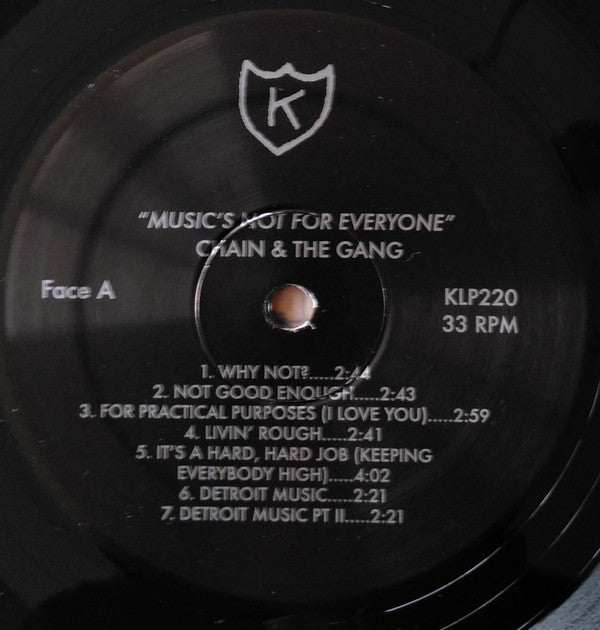 K
"MUSIC'S NOT FOR EVERYONE"
CHAIN & THE GANG
Face A
KLP220
33 RPM
1. WHY NOT?.....2:44
2. NOT GOOD ENOUGH.....2:43
3. FOR PRACTICAL PURPOSES (I LOVE YOU).....2:59
4. LIVIN' ROUGH.....2:41
5. IT'S A HARD, HARD JOB (KEEPING
EVERYBODY HIGH).....4:02
6. DETROIT MUSIC.....2:21
7. DETROIT MUSIC PT II.....2:21